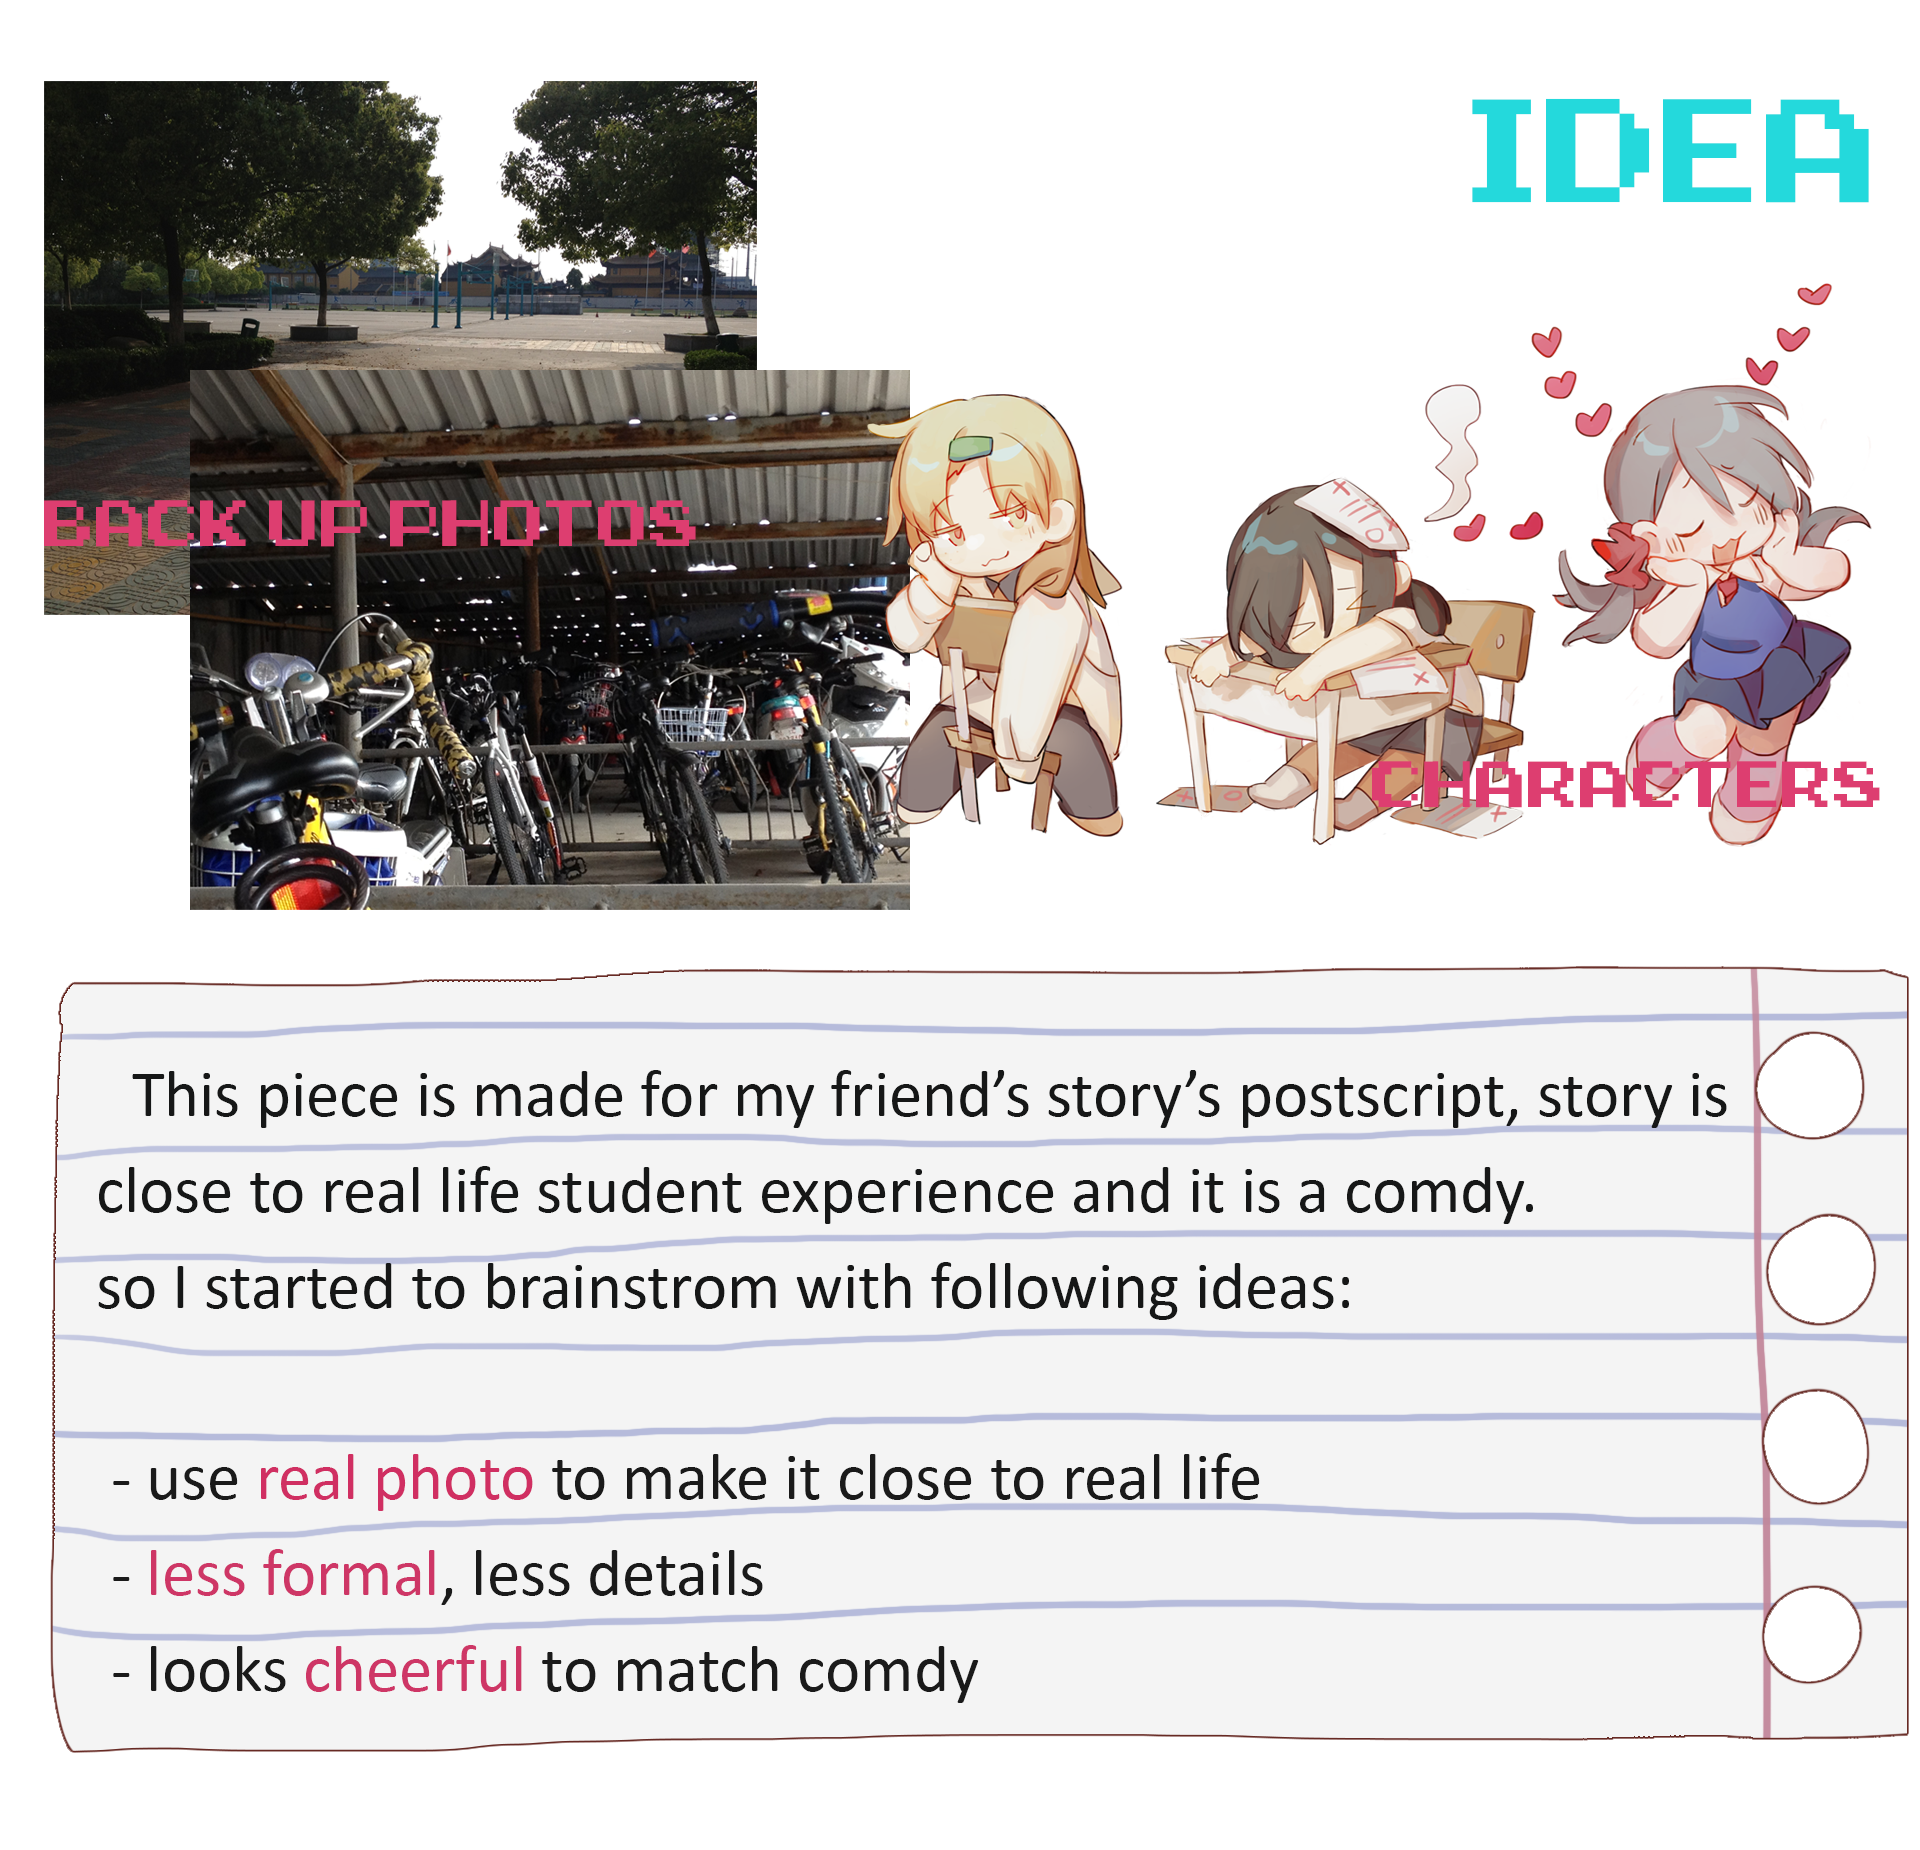 IDEA
BACK UP PHOTOS
CHARACTERS
This piece is made for my friend’s story’s postscript, story is
close to real life student experience and it is a comdy.
so I started to brainstrom with following ideas:
- use real photo to make it close to real life
- less formal, less details
- looks cheerful to match comdy